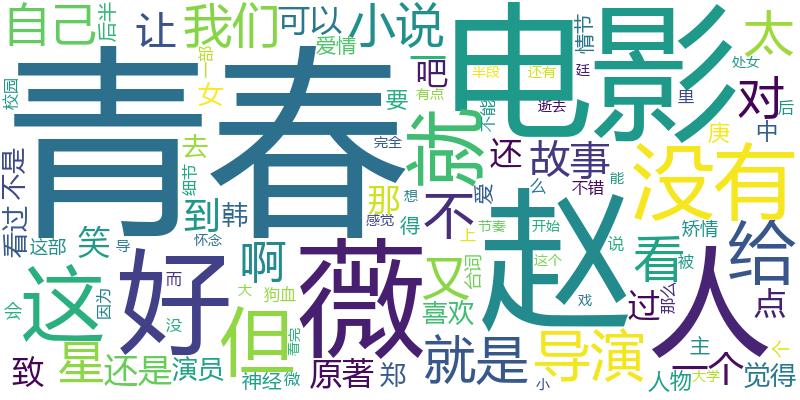 自己
后半
让
我们
可以
小说
电影
情节
太
校园
一部
女
爱情
吧
半段
还有
廷
处女
青春
要
有点
逝去
里
对
后
就
不能
庚
中
看过
不是
去
细节
完全
还
故事
没有
那
爱
么
不错
能
到
韩
想
不
感觉
得
上
节奏
开始
赵
说
矫情
给
这部
笑
导
怀念
啊
薇
又
台词
这个
看
被
人
这
好
而
大
狗血
喜欢
戏
过
那么
点
会
因为
没
但
看完
致
星
还是
演员
神经
微
原著
郑
就是
小
导演
人物
主
一个
大学
觉得